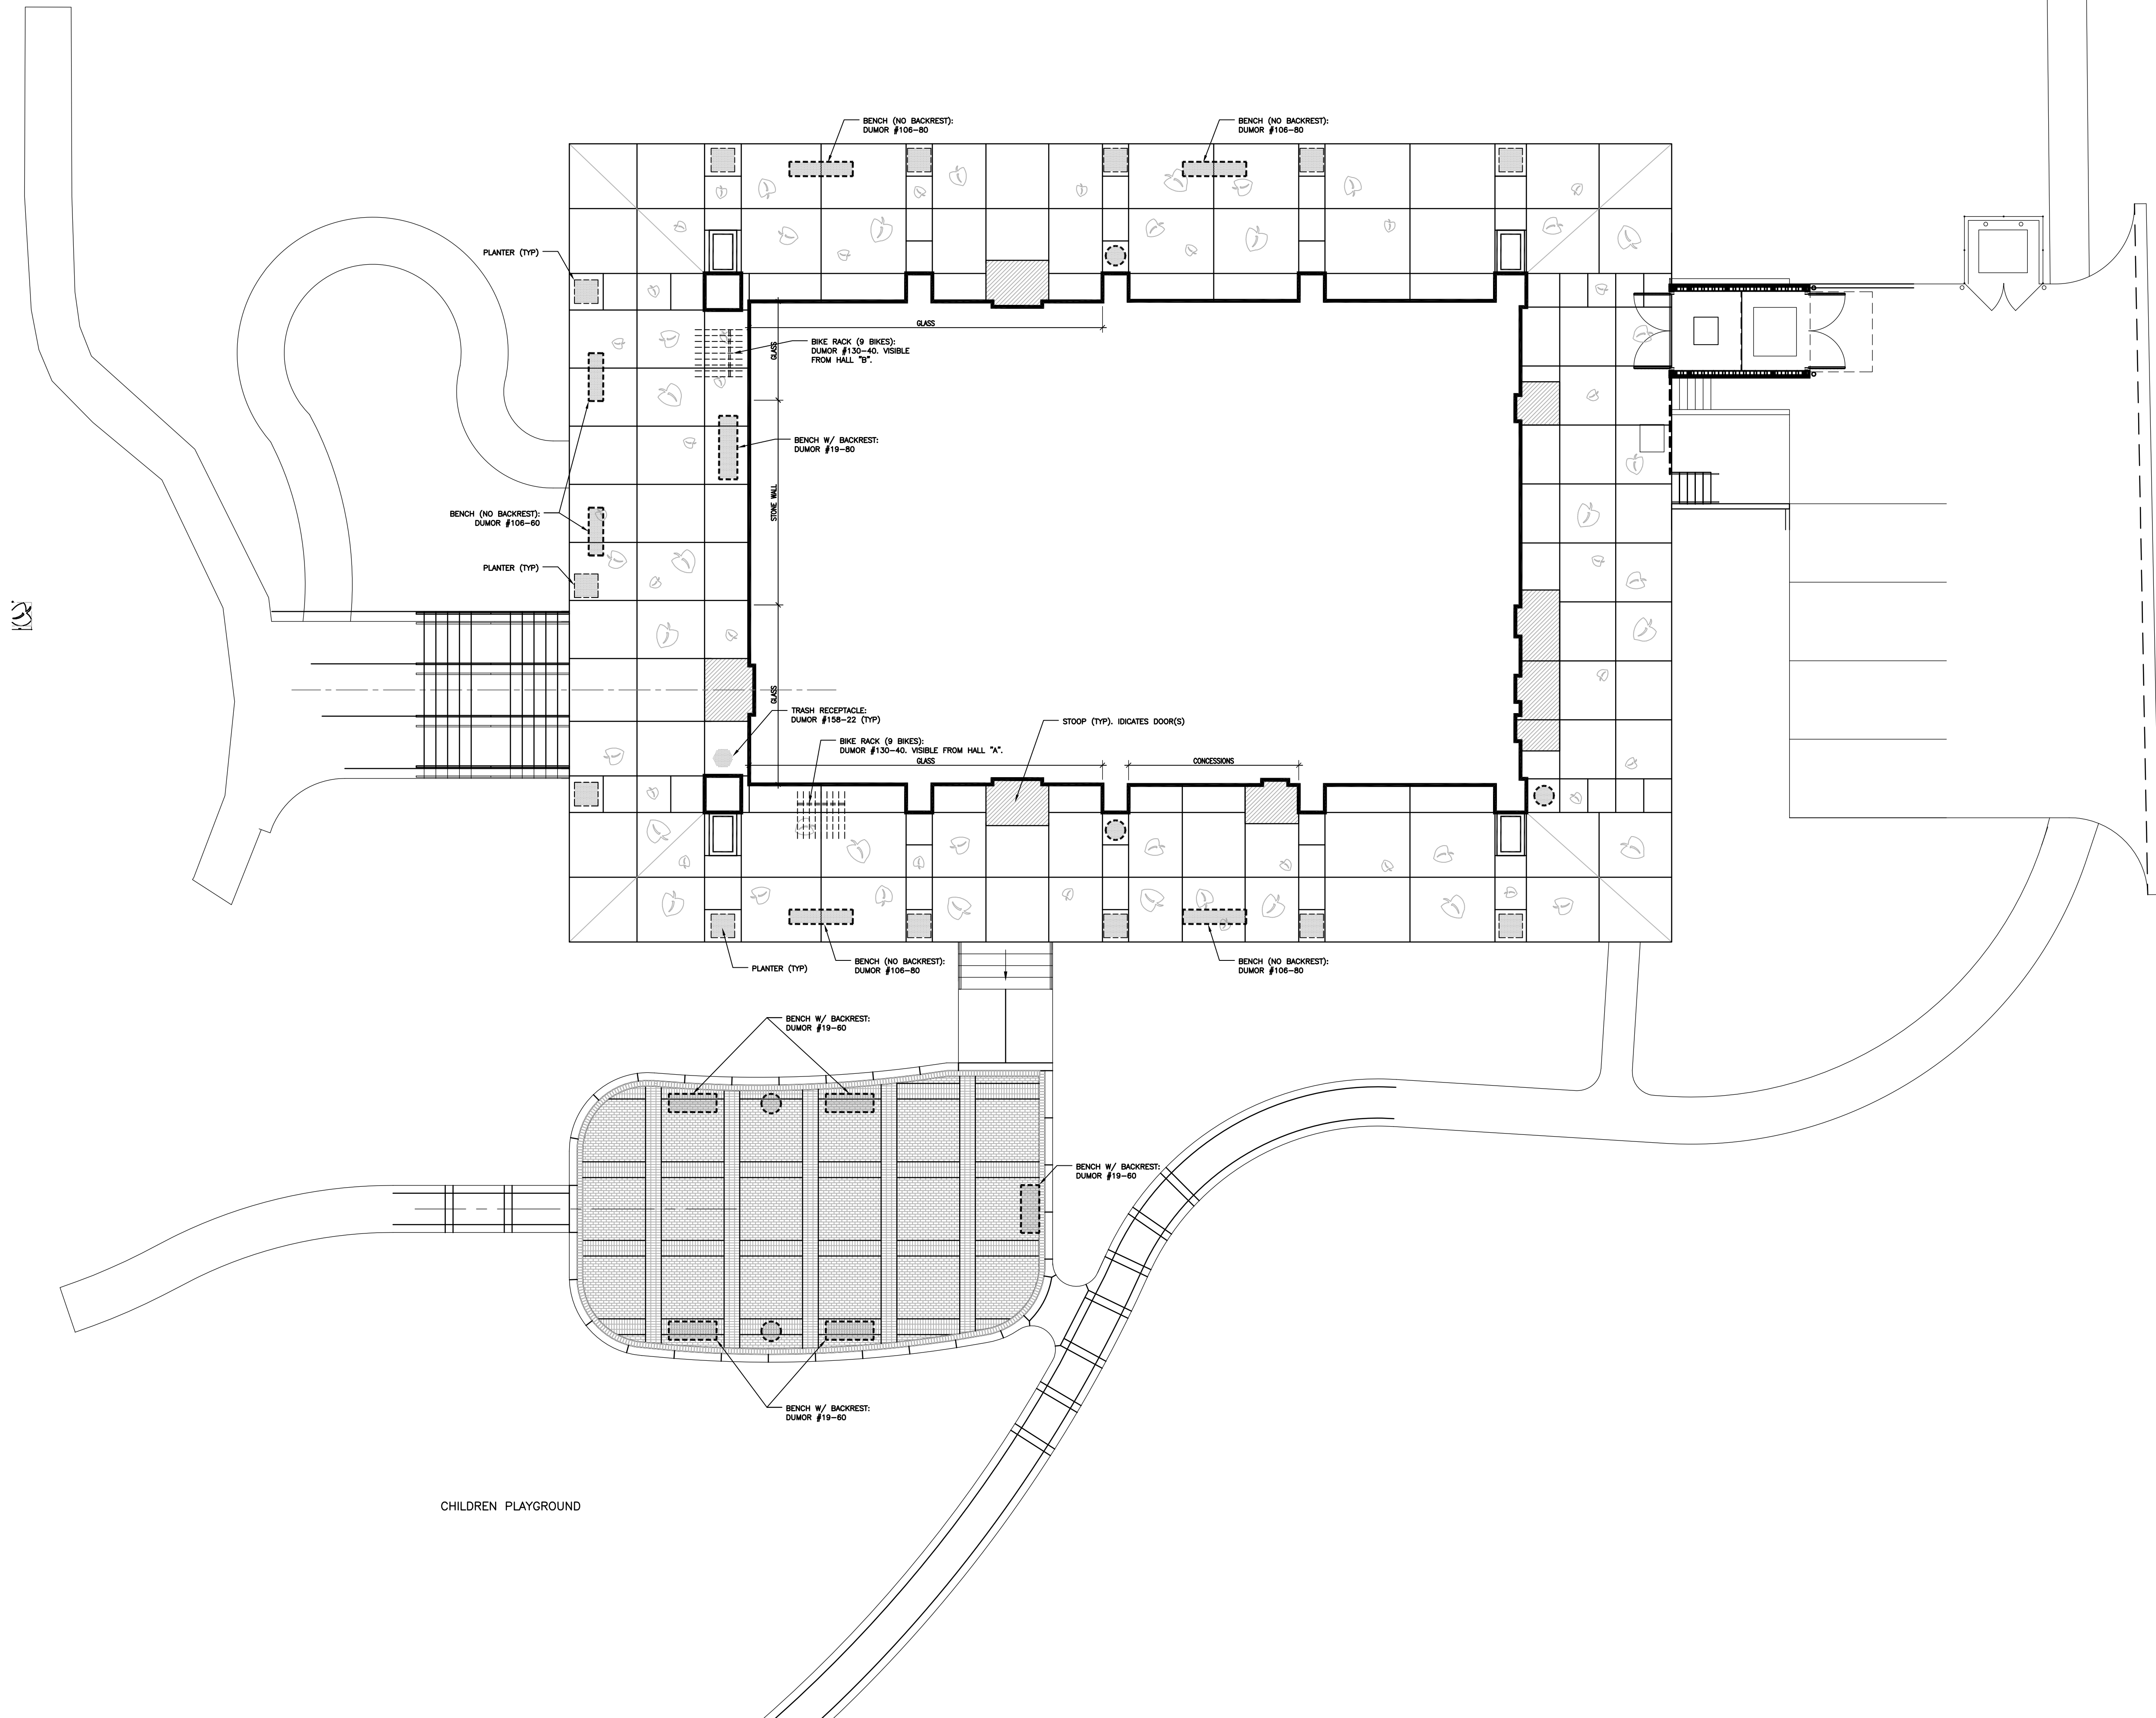 BENCH (NO BACKREST):
DUMOR #106-80
BENCH (NO BACKREST):
DUMOR #106-80
PLANTER (TYP)
GLASS
GLASS
BIKE RACK (9 BIKES):
DUMOR #130-40. VISIBLE
FROM HALL "B".
BENCH W/ BACKREST:
DUMOR #19-80
STONE WALL
BENCH (NO BACKREST):
DUMOR #106-60
PLANTER (TYP)
GLASS
TRASH RECEPTACLE:
DUMOR #158-22 (TYP)
STOOP (TYP). IDICATES DOOR(S)
BIKE RACK (9 BIKES):
DUMOR #130-40. VISIBLE FROM HALL "A".
GLASS
CONCESSIONS
PLANTER (TYP)
BENCH (NO BACKREST):
DUMOR #106-80
BENCH (NO BACKREST):
DUMOR #106-80
BENCH W/ BACKREST:
DUMOR #19-60
BENCH W/ BACKREST:
DUMOR #19-60
BENCH W/ BACKREST:
DUMOR #19-60
CHILDREN PLAYGROUND